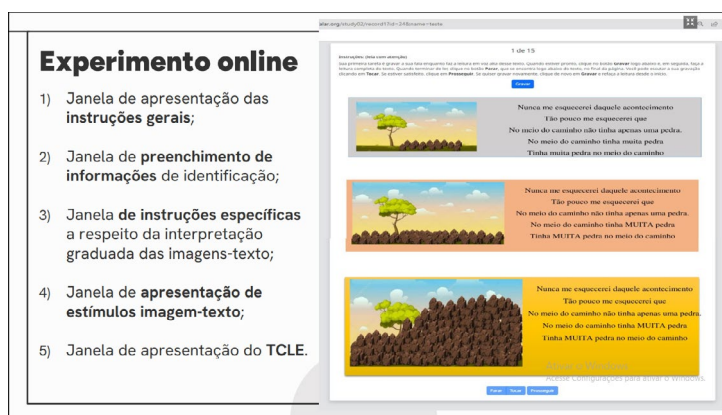 Experimento online
1) Janela de apresentação das
instruções gerais;
2) Janela de preenchimento de
informações de identificação;
3) Janela de instruções específicas
a respeito da interpretação
graduada das imagens-texto;
4) Janela de apresentação de
estímulos imagem-texto;
5) Janela de apresentação do TCLE.
1 de 15
Instruções: (leia com atenção)
Gravar
Nunca me esquecerei daquele acontecimento
Tão pouco me esquecerei que
No meio do caminho não tinha apenas uma pedra.
No meio do caminho tinha muita pedra
Tinha muita pedra no meio do caminho
Nunca me esquecerei daquele acontecimento
Tão pouco me esquecerei que
No meio do caminho não tinha apenas uma pedra.
No meio do caminho tinha MUITA pedra
Tinha MUITA pedra no meio do caminho
Nunca me esquecerei daquele acontecimento
Tão pouco me esquecerei que
No meio do caminho não tinha apenas uma pedra.
No meio do caminho tinha MUITA pedra
Tinha MUITA pedra no meio do caminho
Ativar o Windows
Acesse Configurações para ativar o Windows.
Parar Tocar Prosseguir